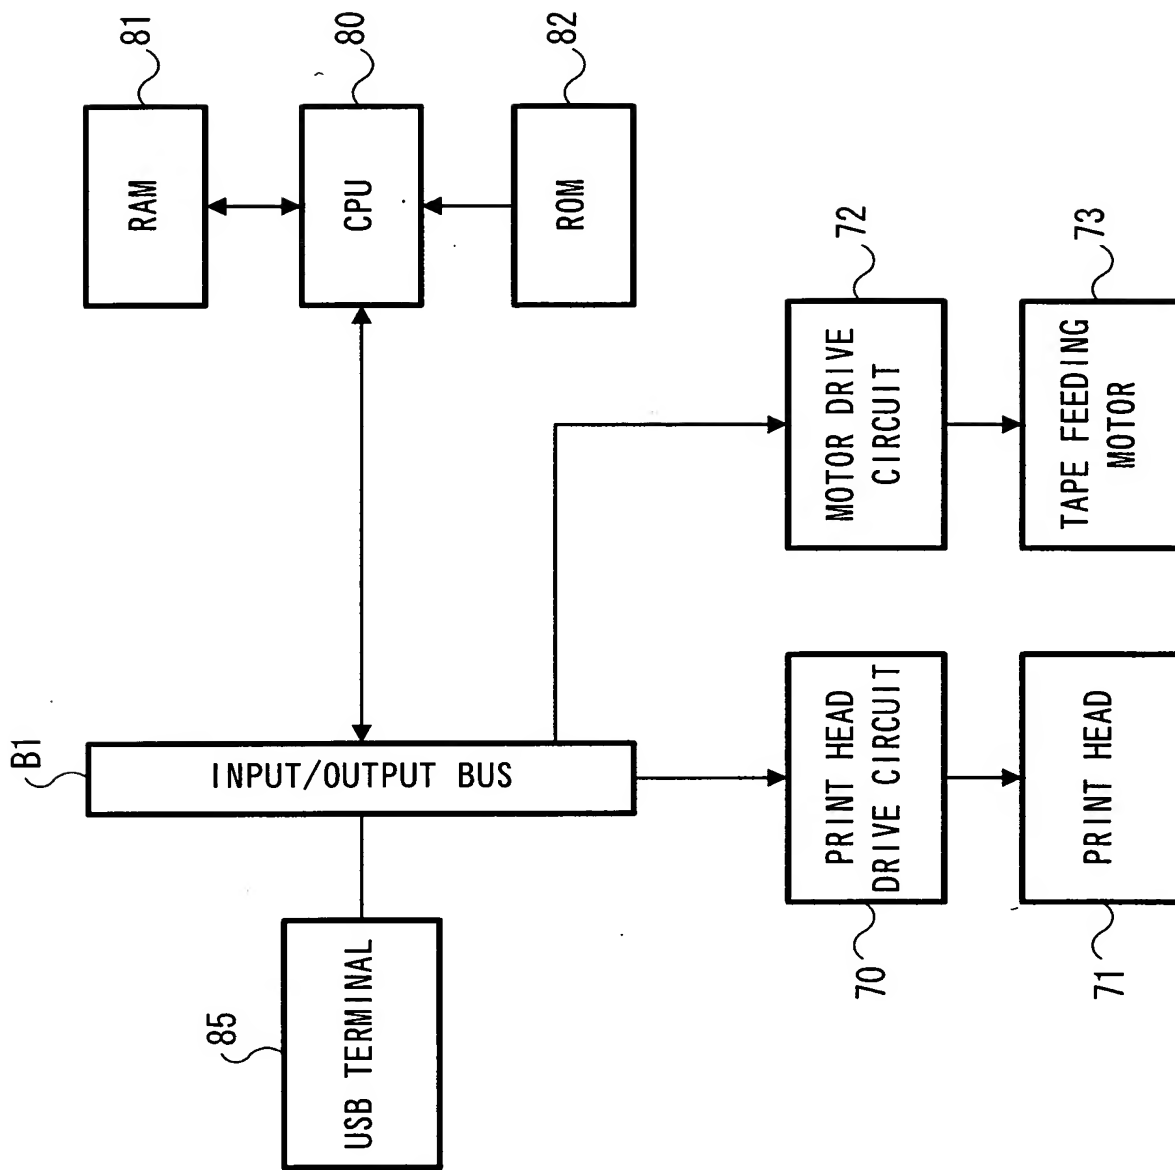 81
RAM
80
CPU
82
ROM
B1
INPUT/OUTPUT BUS
85
USB TERMINAL
72
MOTOR DRIVE
CIRCUIT
73
TAPE FEEDING
MOTOR
PRINT HEAD
DRIVE CIRCUIT
70
PRINT HEAD
71